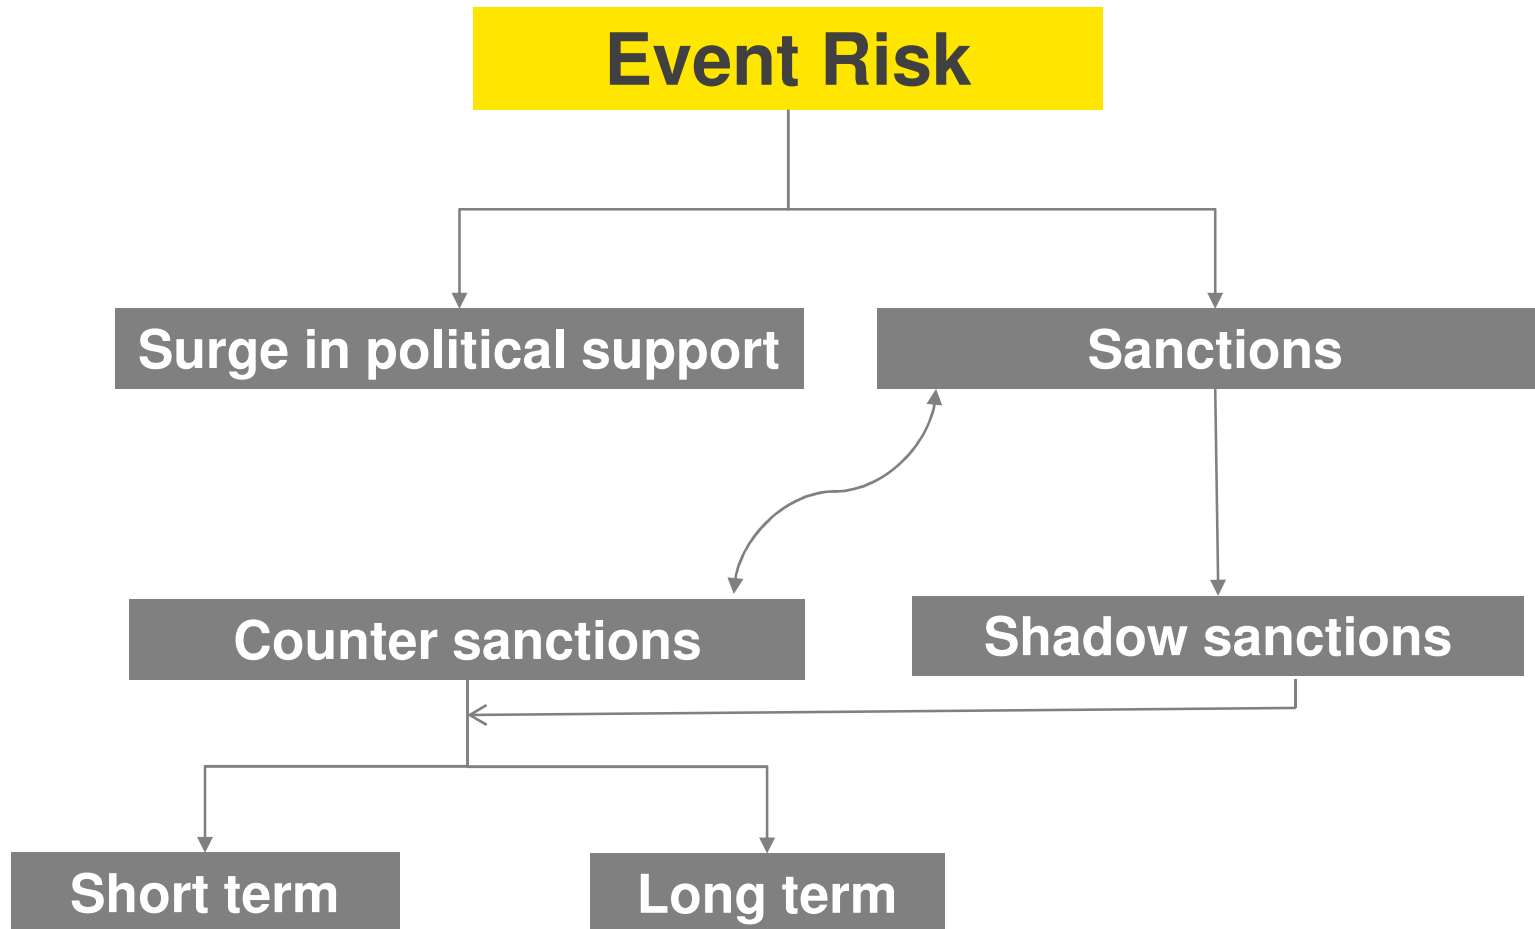 Event Risk
Surge in political support
Sanctions
Counter sanctions
Shadow sanctions
Short term
Long term